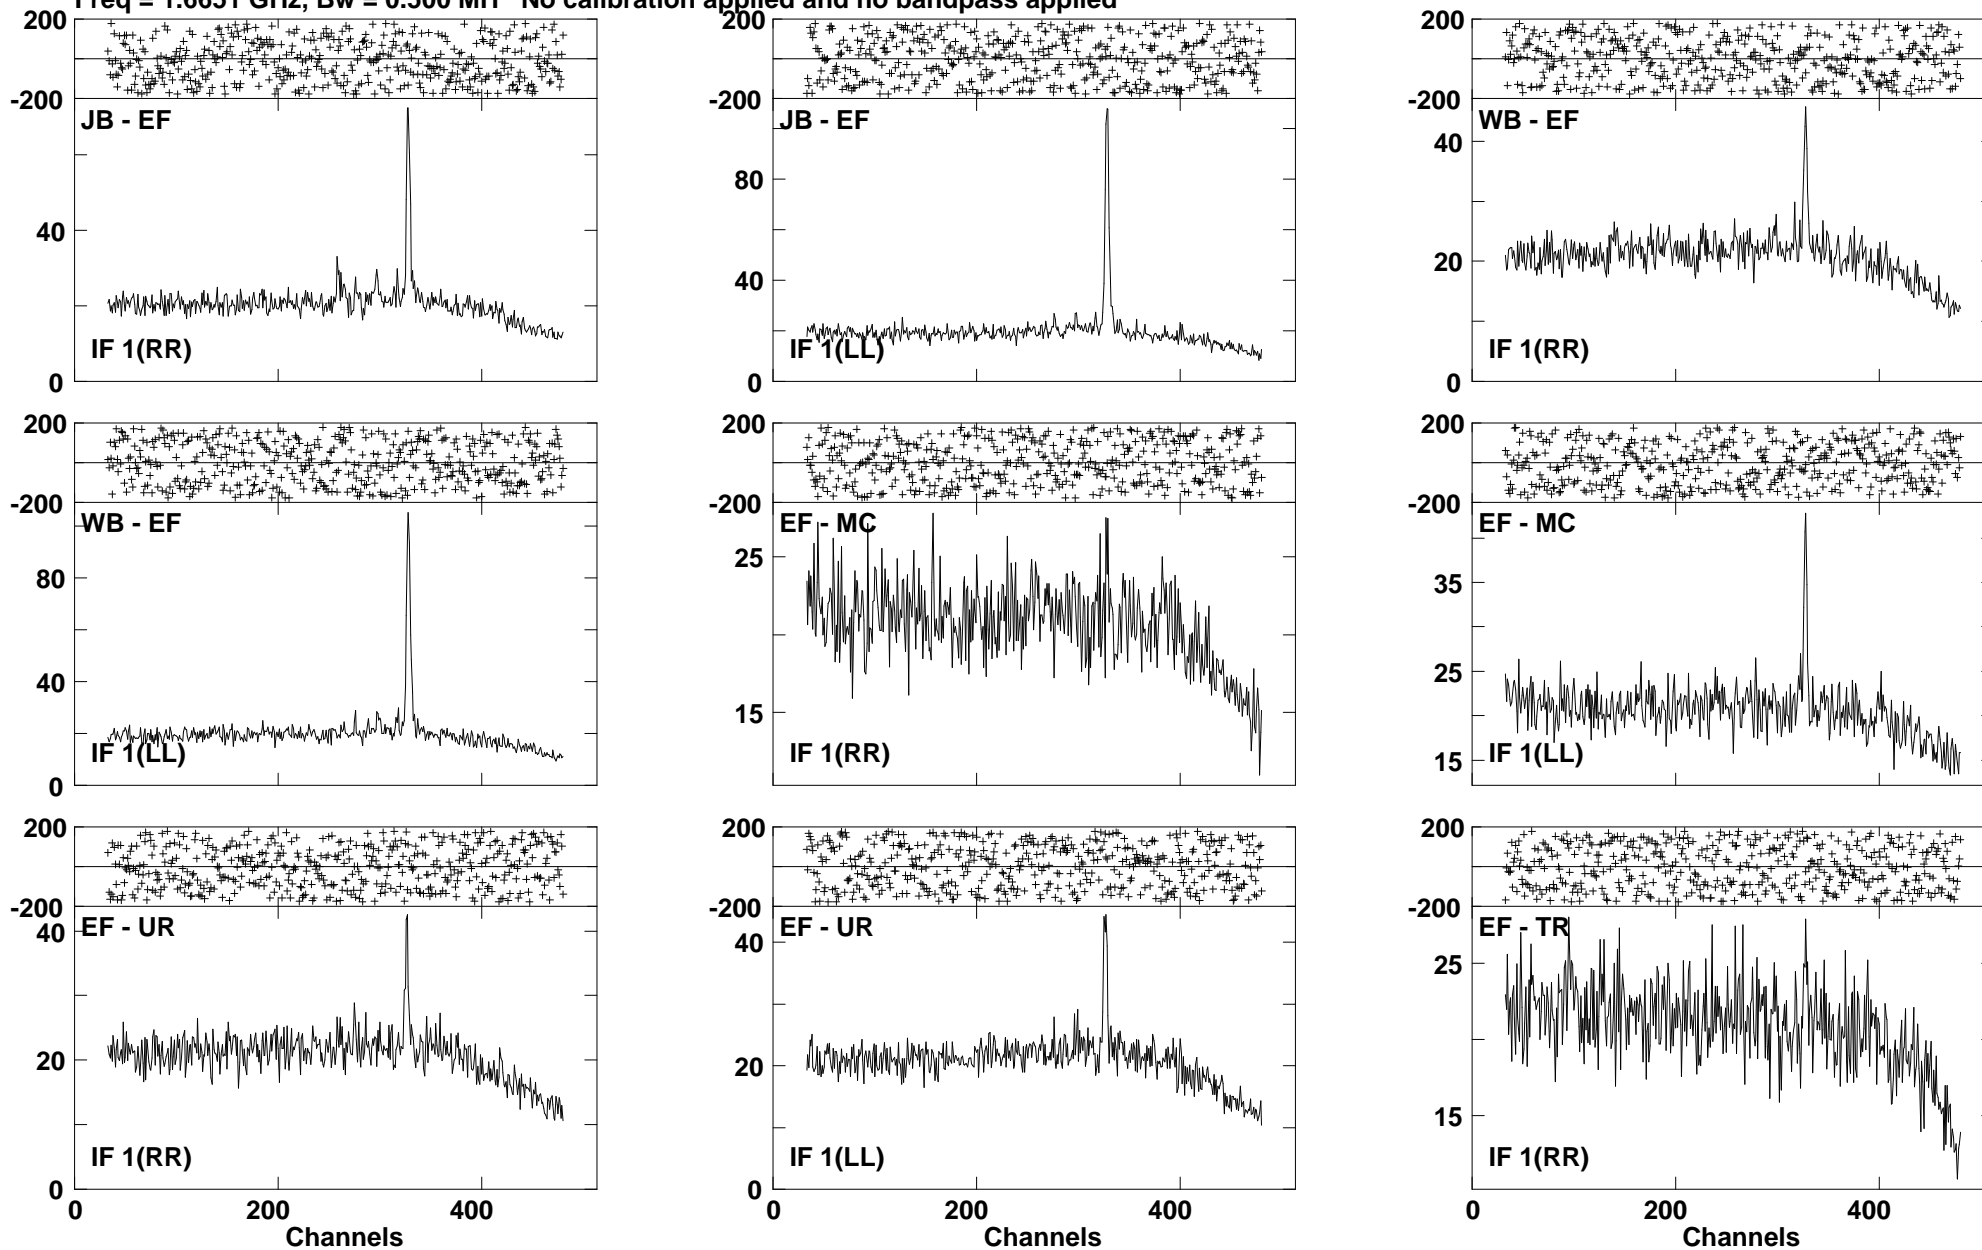 Freq = 1.6651 GHz, Bw = 0.500 MH No calibration applied and no bandpass applied
200 200 200
-200 -200 -200
JB - EF JB - EF WB - EF
40 80 40
40 20
IF 1(RR) IF 1(LL) IF 1(RR)
0 0 0
200 200 200
-200 -200 -200
WB - EF EF - MC EF - MC
80 25 35
40 15 25
15
IF 1(LL) IF 1(RR) IF 1(LL)
0
200 200 200
-200 -200 -200
EF - UR EF - UR EF - TR
40 40 25
20 20 15
IF 1(RR) IF 1(LL) IF 1(RR)
0 0
0 200 400 0 200 400 0 200 400
Channels Channels Channels